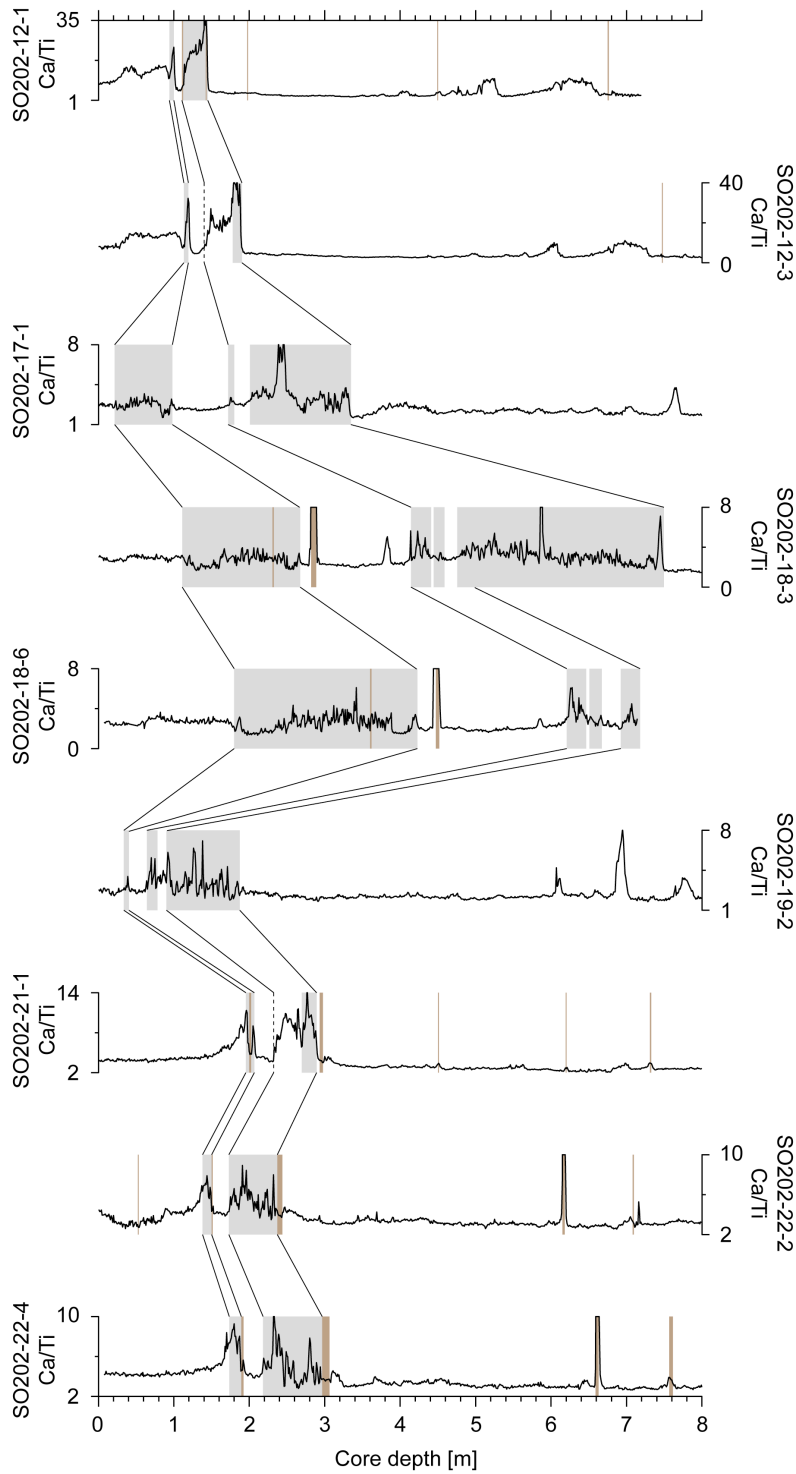 SO202-12-1
Ca/Ti
35
1
SO202-12-3
Ca/Ti
40
0
SO202-17-1
Ca/Ti
8
1
SO202-18-3
Ca/Ti
8
0
SO202-18-6
Ca/Ti
8
0
SO202-19-2
Ca/Ti
8
1
SO202-21-1
Ca/Ti
14
2
SO202-22-2
Ca/Ti
10
2
SO202-22-4
Ca/Ti
10
2
0 1 2 3 4 5 6 7 8
Core depth [m]